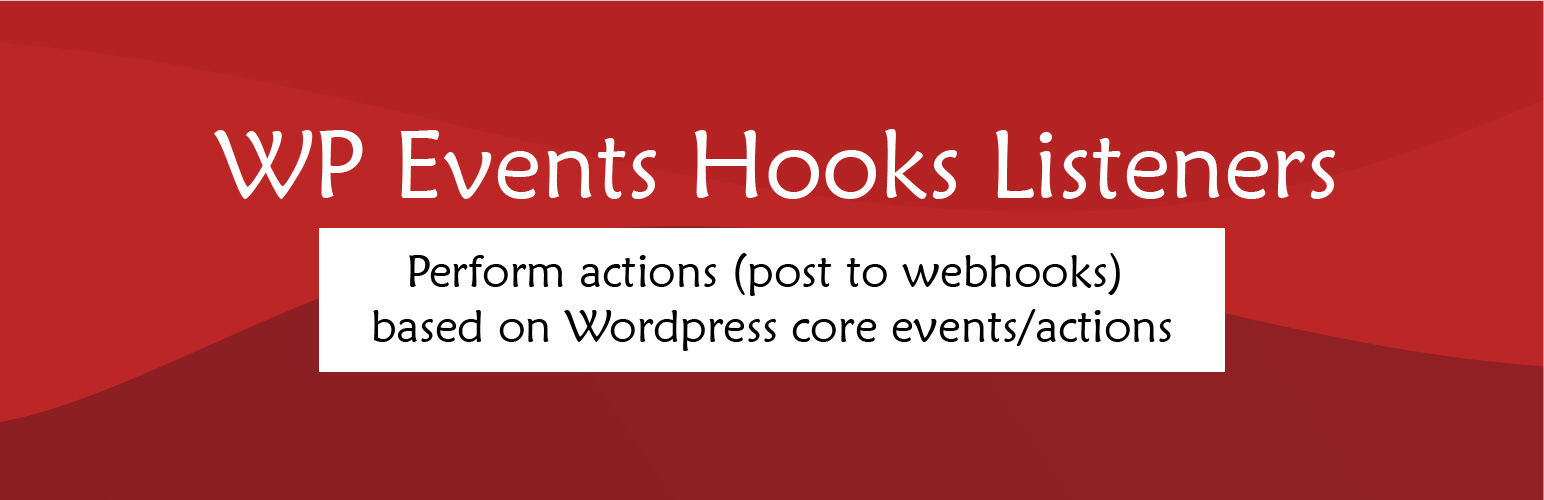 WP Events Hooks Listeners
Perform actions (post to webhooks)
based on Wordpress core events/actions